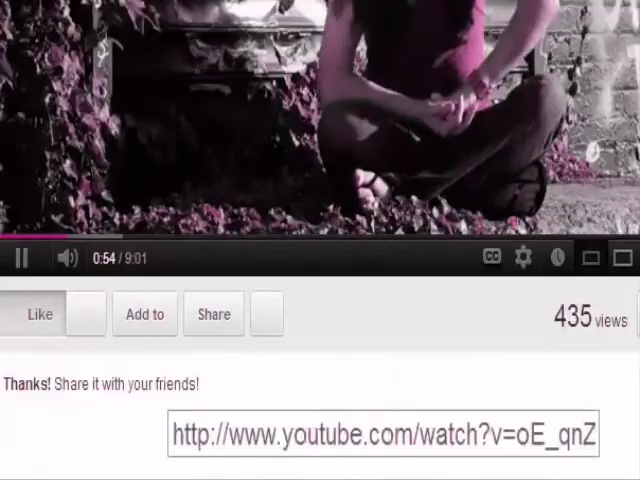 0:54 / 9:01
CC
Like
Add to
Share
435 views
Thanks! Share it with your friends!
http://www.youtube.com/watch?v=oE_qnZ